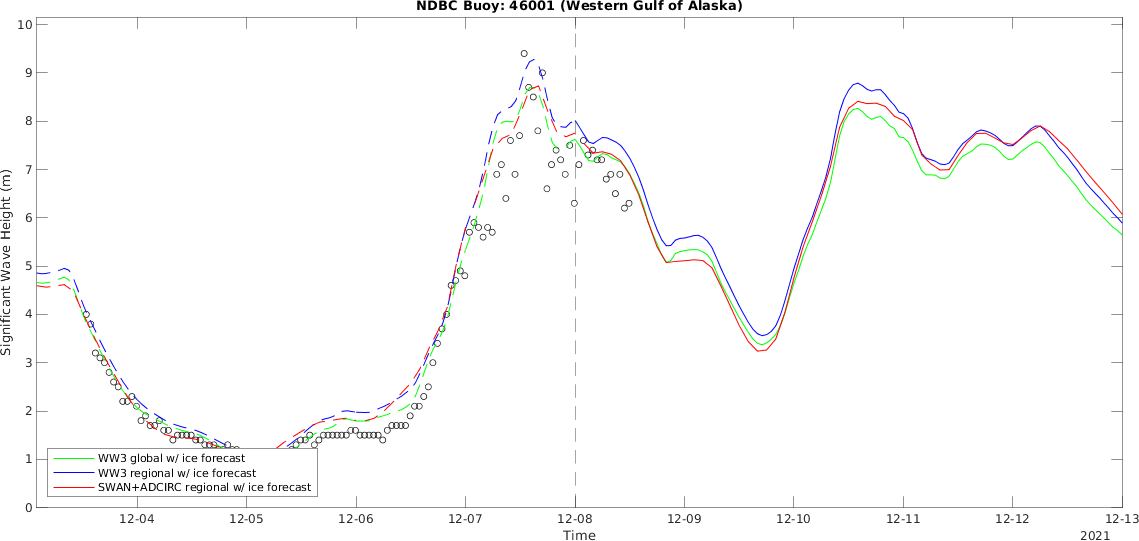 NDBC Buoy: 46001 (Western Gulf of Alaska)
Significant Wave Height (m)
10
9
8
7
6
5
4
3
2
1
0
WW3 global w/ ice forecast
WW3 regional w/ ice forecast
SWAN+ADCIRC regional w/ ice forecast
12-04 12-05 12-06 12-07 12-08 12-09 12-10 12-11 12-12 12-13
Time
2021